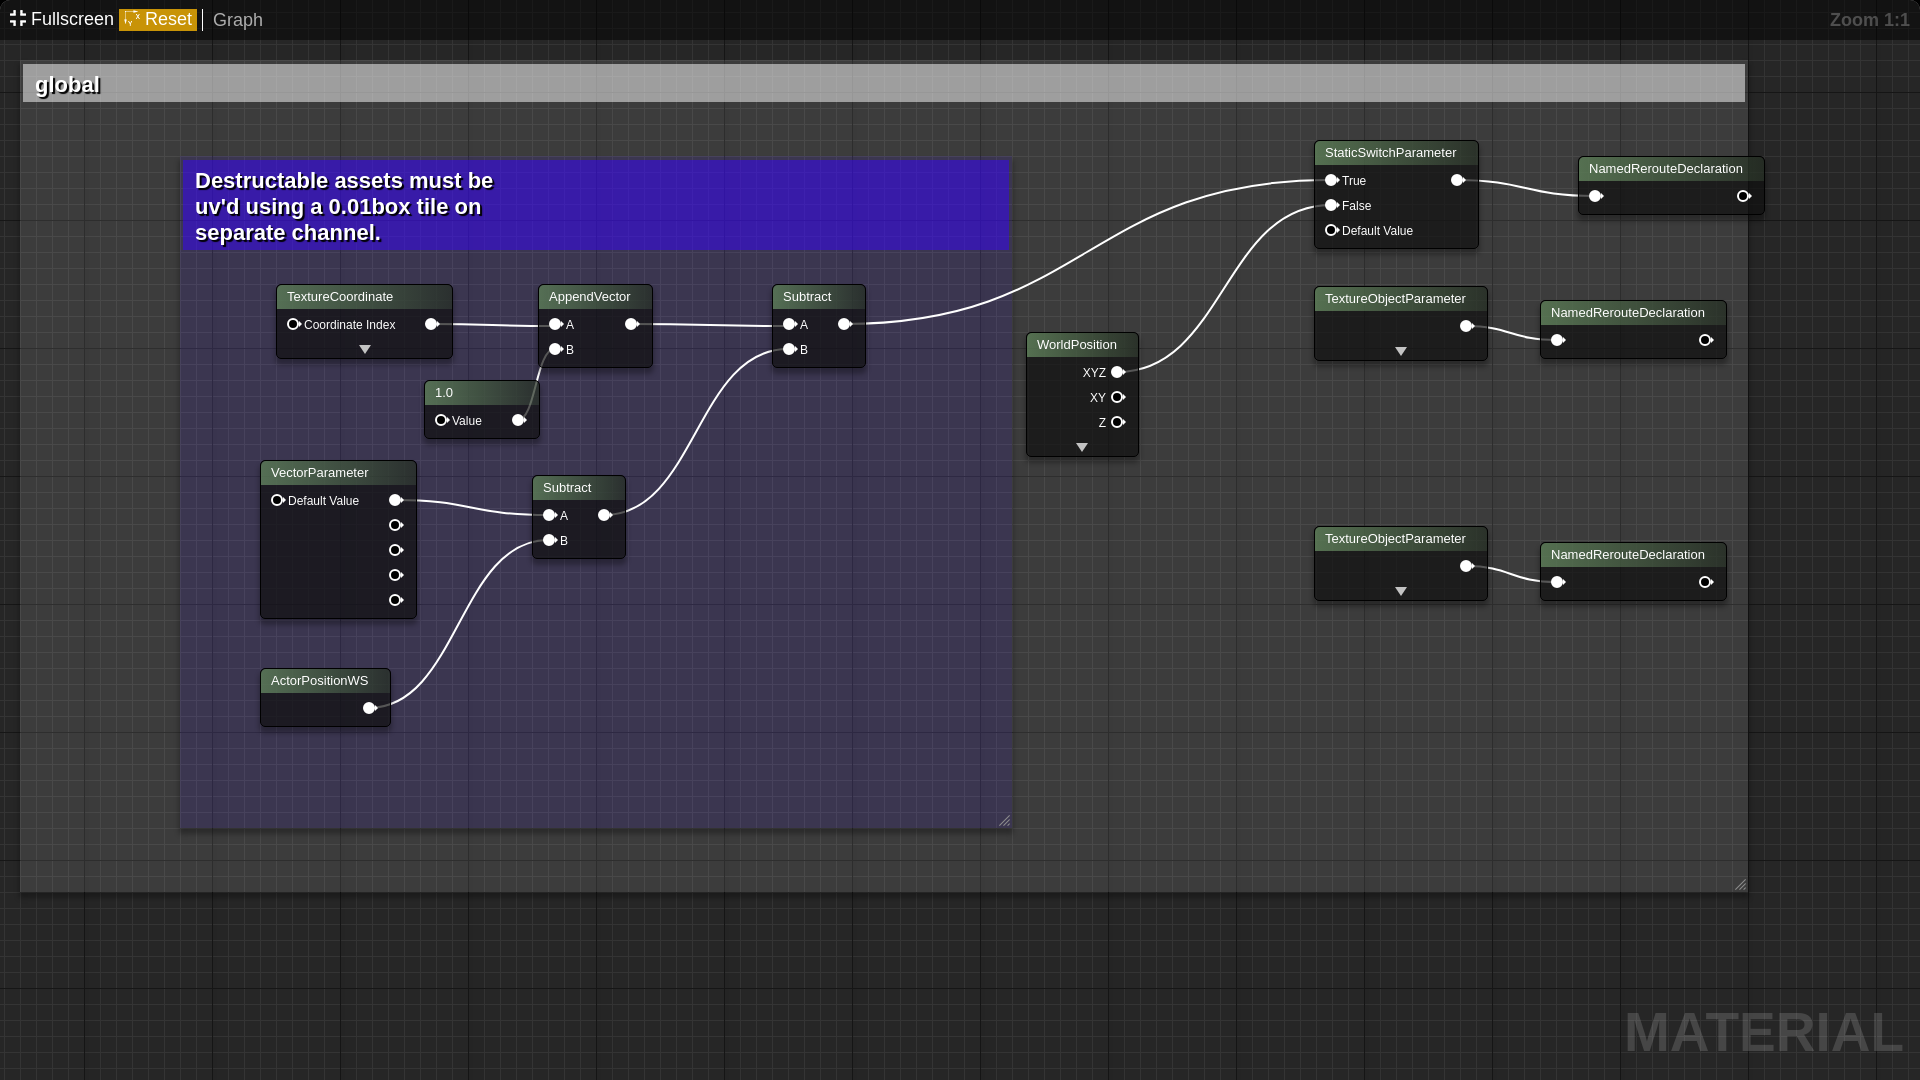 Fullscreen Reset Graph Zoom 1:1
global
Destructable assets must be
uv'd using a 0.01box tile on
separate channel.
TextureCoordinate
Coordinate Index
AppendVector
A
B
Subtract
A
B
1.0
Value
VectorParameter
Default Value
Subtract
A
B
ActorPositionWS
WorldPosition
XYZ
XY
Z
StaticSwitchParameter
True
False
Default Value
NamedRerouteDeclaration
TextureObjectParameter
NamedRerouteDeclaration
TextureObjectParameter
NamedRerouteDeclaration
MATERIAL